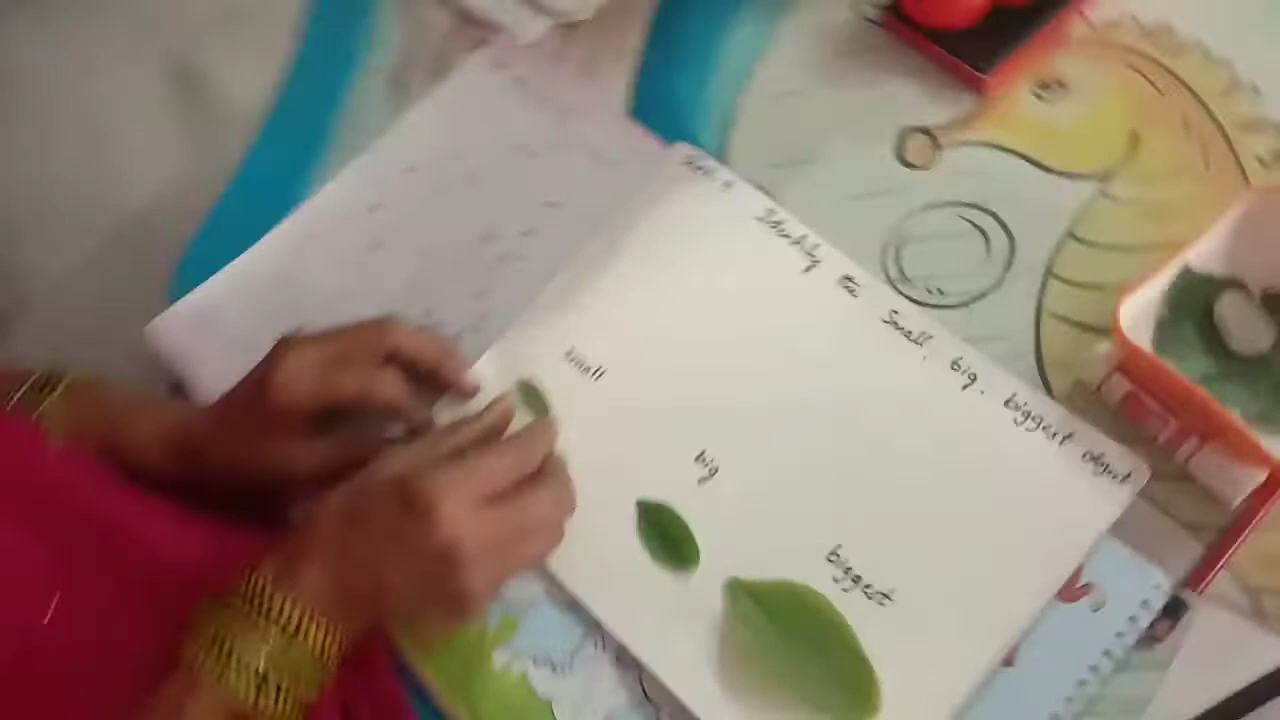 Identify the Small, big, biggest object
small
big
biggest